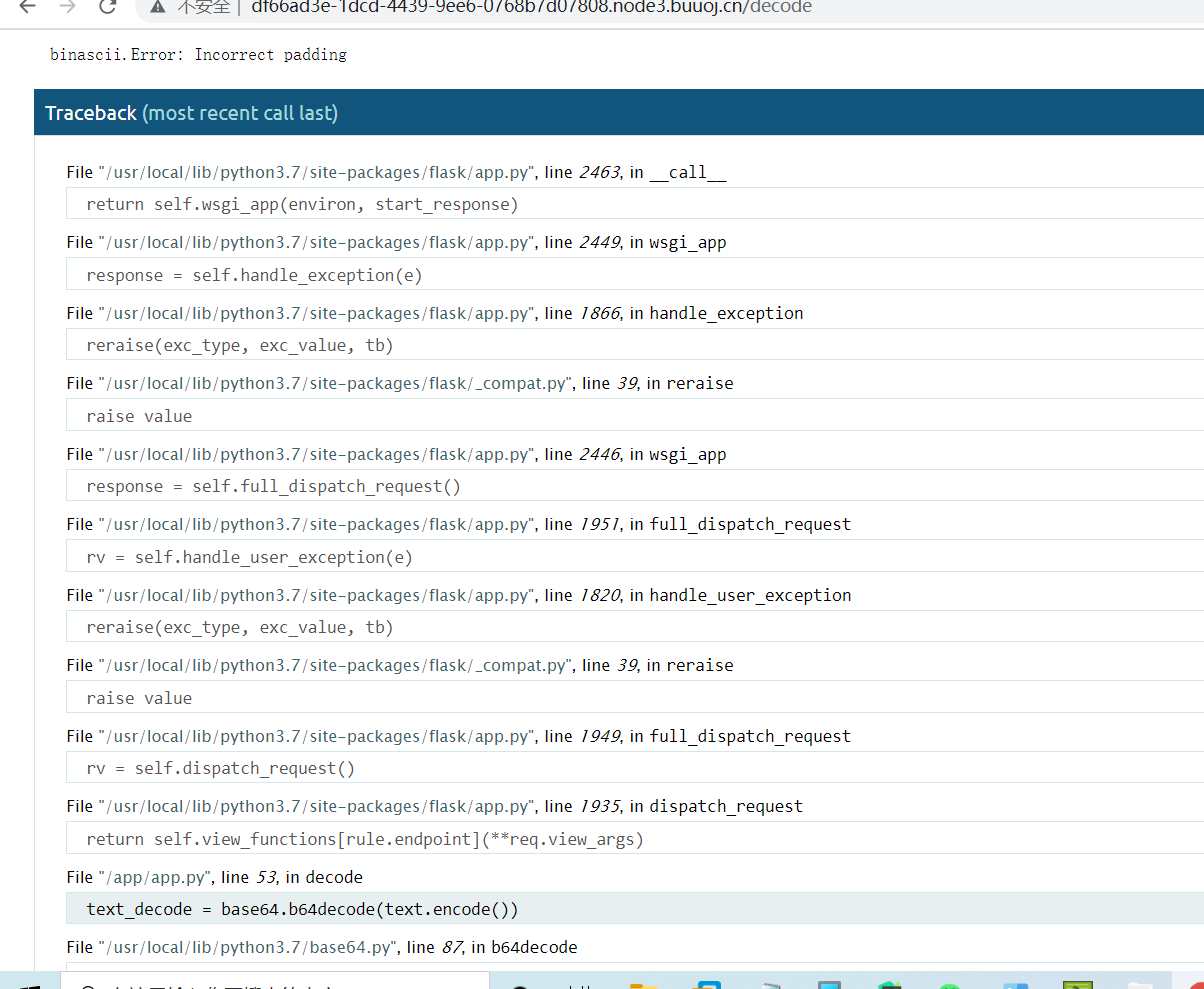 不安全 | df66ad3e-1dcd-4439-9ee6-0768b7d07808.node3.buuoj.cn/decode
binascii.Error: Incorrect padding
Traceback (most recent call last)
File "/usr/local/lib/python3.7/site-packages/flask/app.py", line 2463, in __call__
return self.wsgi_app(environ, start_response)
File "/usr/local/lib/python3.7/site-packages/flask/app.py", line 2449, in wsgi_app
response = self.handle_exception(e)
File "/usr/local/lib/python3.7/site-packages/flask/app.py", line 1866, in handle_exception
reraise(exc_type, exc_value, tb)
File "/usr/local/lib/python3.7/site-packages/flask/_compat.py", line 39, in reraise
raise value
File "/usr/local/lib/python3.7/site-packages/flask/app.py", line 2446, in wsgi_app
response = self.full_dispatch_request()
File "/usr/local/lib/python3.7/site-packages/flask/app.py", line 1951, in full_dispatch_request
rv = self.handle_user_exception(e)
File "/usr/local/lib/python3.7/site-packages/flask/app.py", line 1820, in handle_user_exception
reraise(exc_type, exc_value, tb)
File "/usr/local/lib/python3.7/site-packages/flask/_compat.py", line 39, in reraise
raise value
File "/usr/local/lib/python3.7/site-packages/flask/app.py", line 1949, in full_dispatch_request
rv = self.dispatch_request()
File "/usr/local/lib/python3.7/site-packages/flask/app.py", line 1935, in dispatch_request
return self.view_functions[rule.endpoint](**req.view_args)
File "/app/app.py", line 53, in decode
text_decode = base64.b64decode(text.encode())
File "/usr/local/lib/python3.7/base64.py", line 87, in b64decode